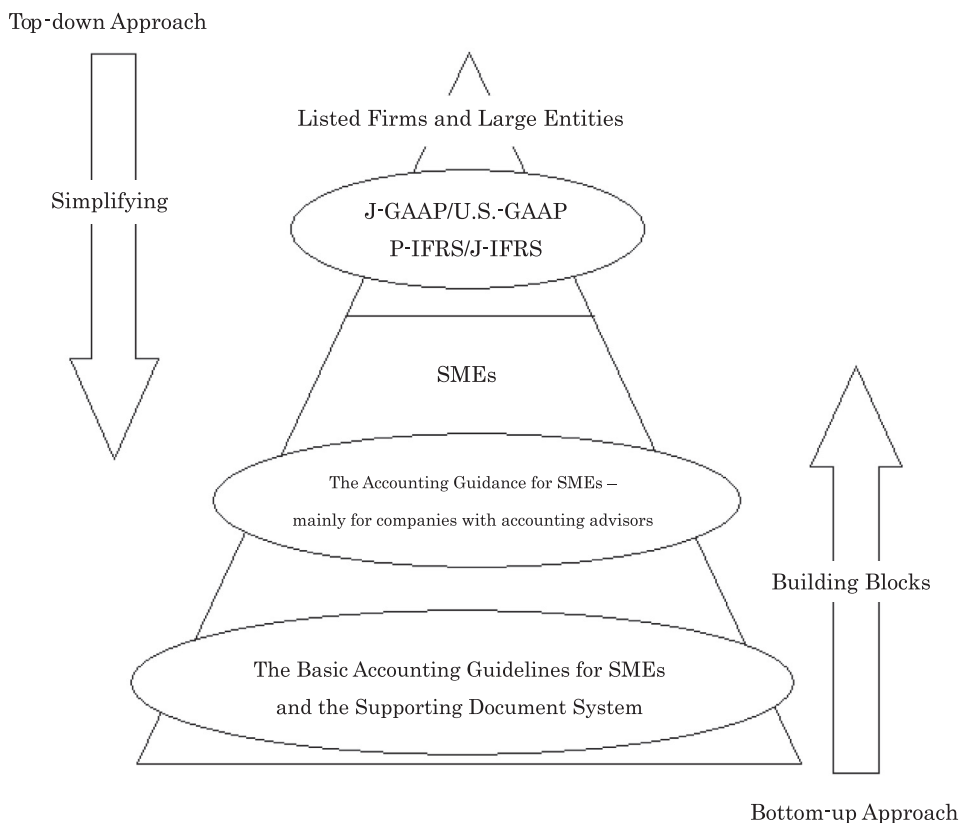 Top-down Approach
Listed Firms and Large Entities
Simplifying
J-GAAP/U.S.-GAAP
P-IFRS/J-IFRS
SMEs
The Accounting Guidance for SMEs –
mainly for companies with accounting advisors
Building Blocks
The Basic Accounting Guidelines for SMEs
and the Supporting Document System
Bottom-up Approach